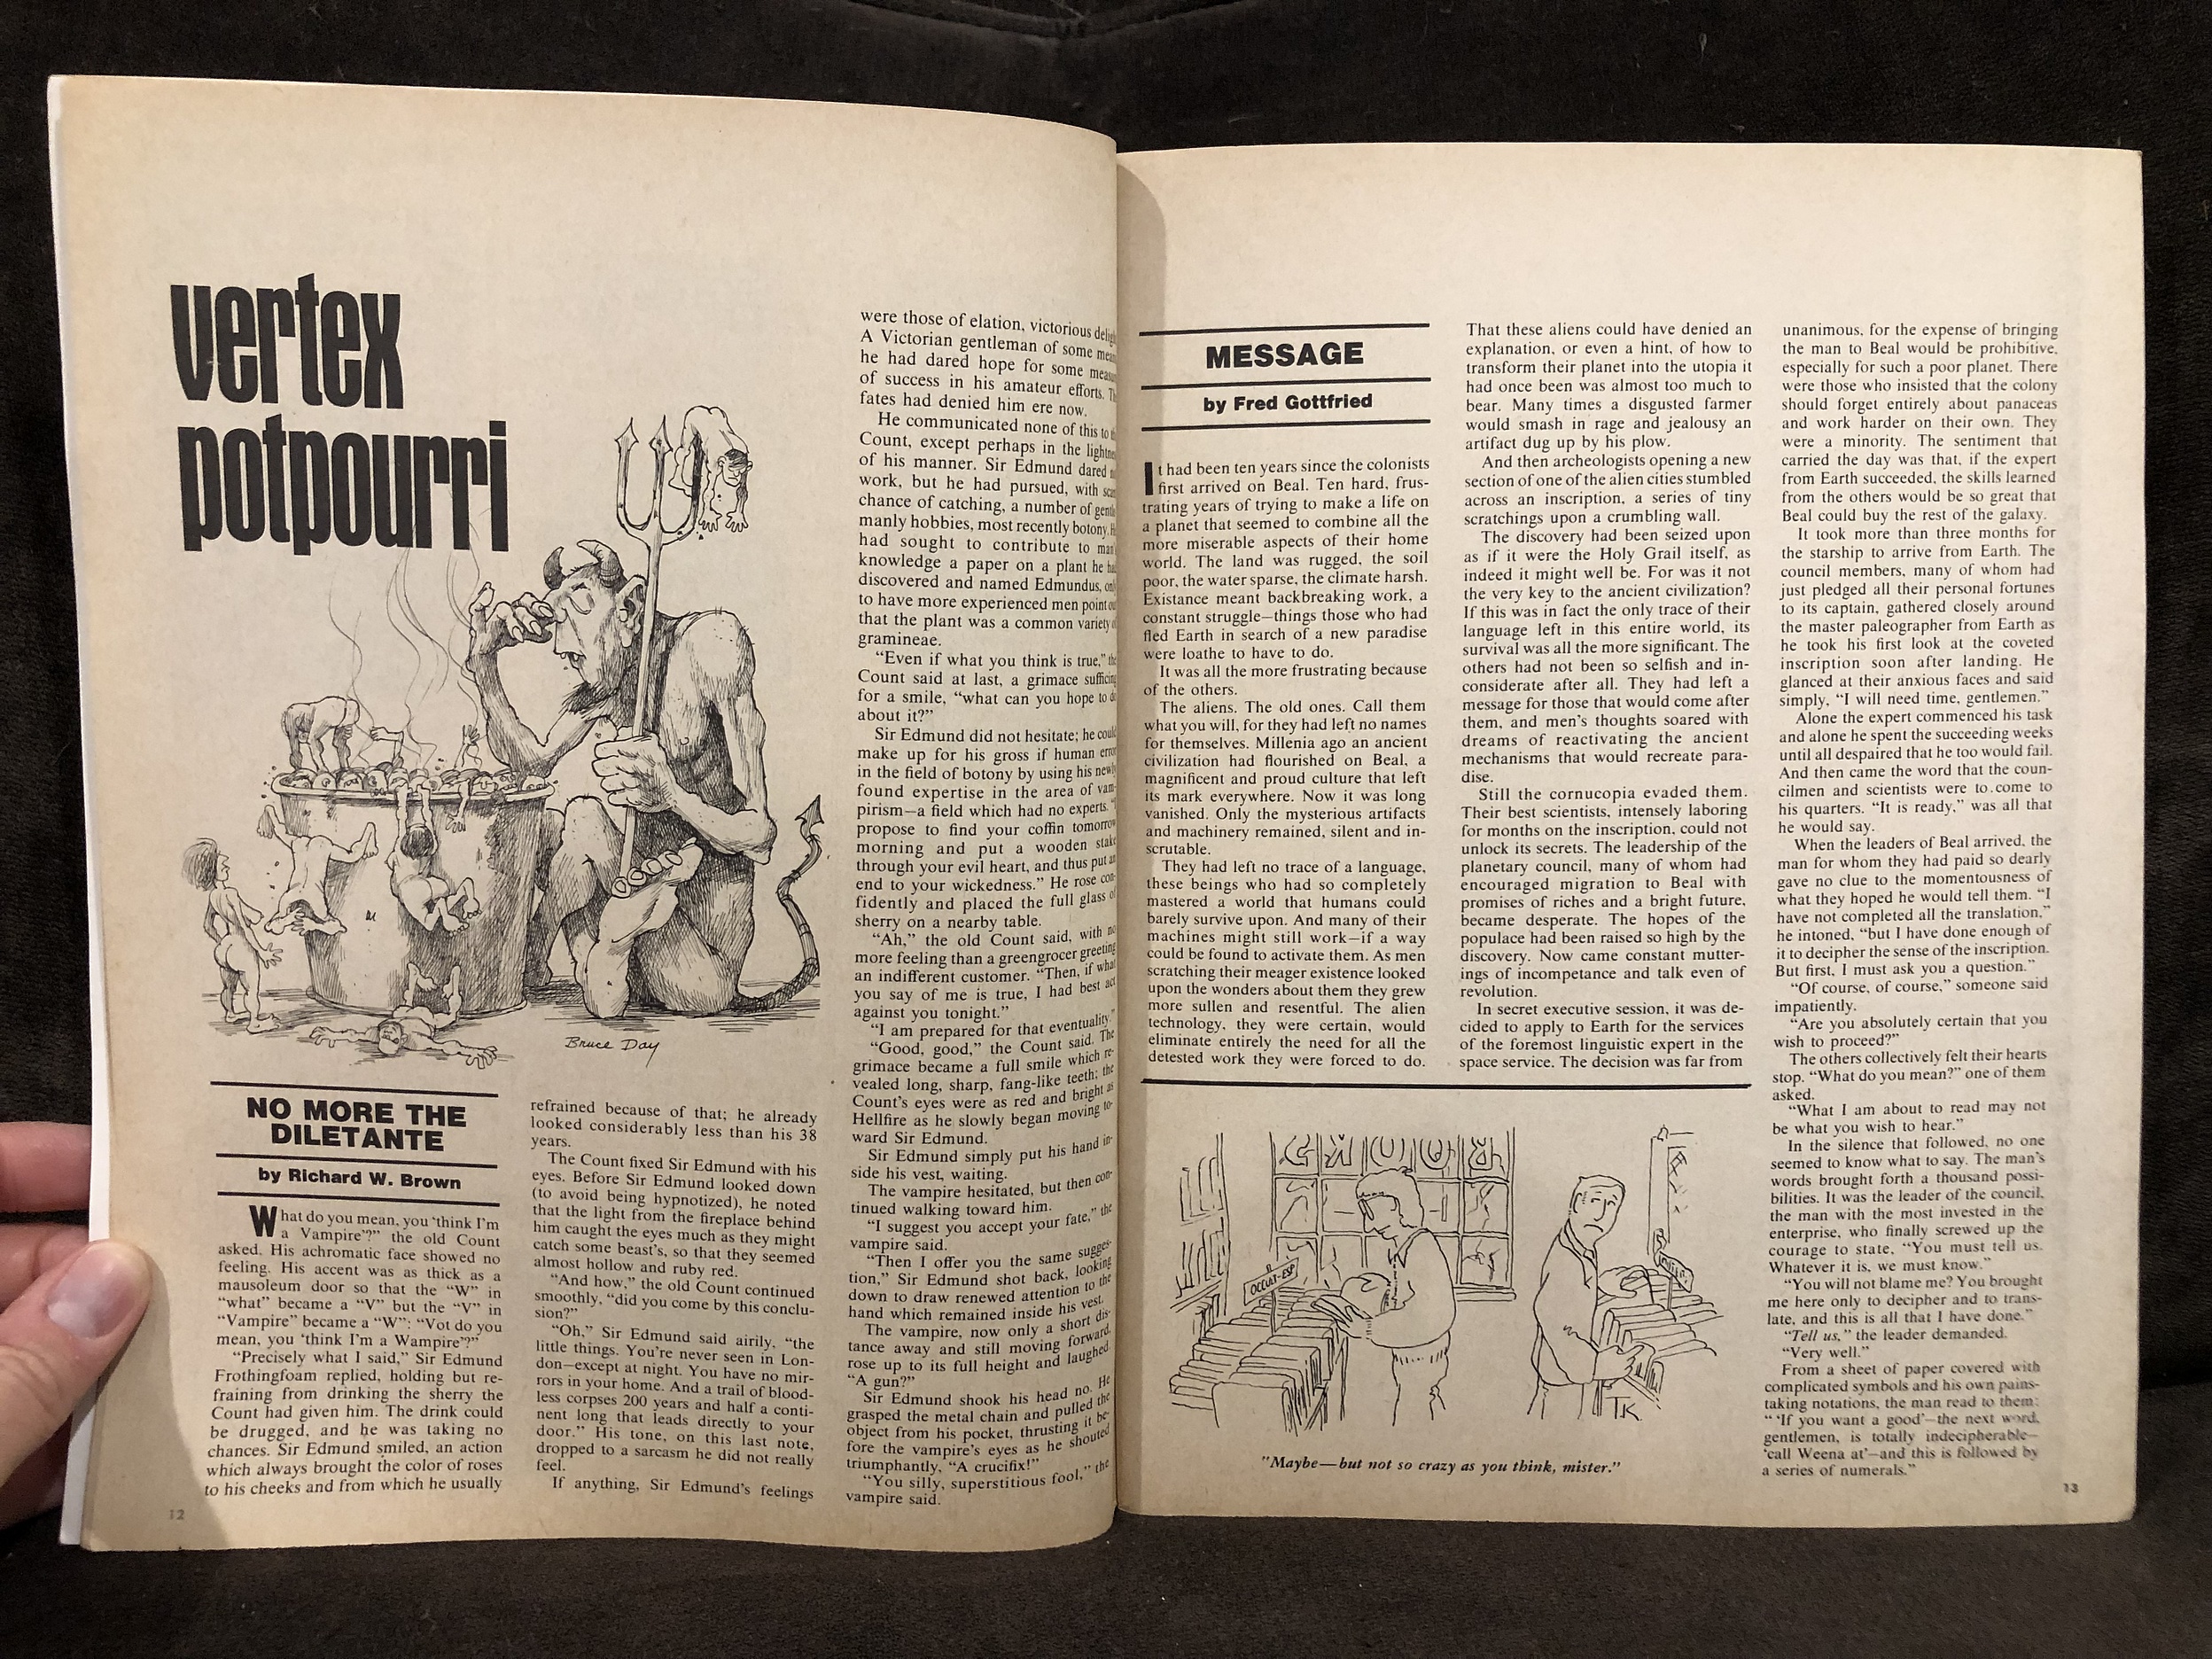 vertex
potpourri
Bruce Day
NO MORE THE
DILETANTE
by Richard W. Brown
What do you mean, you ‘think I’m
a Vampire’?” the old Count
asked. His achromatic face showed no
feeling. His accent was as thick as a
mausoleum door so that the “W” in
“what” became a “V” but the “V” in
“Vampire” became a “W”: “Vot do you
mean, you ‘think I’m a Wampire’?”
“Precisely what I said,” Sir Edmund
Frothingfoam replied, holding but re-
fraining from drinking the sherry the
Count had given him. The drink could
be drugged, and he was taking no
chances. Sir Edmund smiled, an action
which always brought the color of roses
to his cheeks and from which he usually
12
refrained because of that; he already
looked considerably less than his 38
years.
The Count fixed Sir Edmund with his
eyes. Before Sir Edmund looked down
(to avoid being hypnotized), he noted
that the light from the fireplace behind
him caught the eyes much as they might
catch some beast’s, so that they seemed
almost hollow and ruby red.
“And how,” the old Count continued
smoothly, “did you come by this conclu-
sion?”
“Oh,” Sir Edmund said airily, “the
little things. You’re never seen in Lon-
don—except at night. You have no mir-
rors in your home. And a trail of blood-
less corpses 200 years and half a conti-
nent long that leads directly to your
door.” His tone, on this last note,
dropped to a sarcasm he did not really
feel.
If anything, Sir Edmund’s feelings
were those of elation, victorious
A Victorian gentleman of some
he had dared hope for some
of success in his amateur efforts.
fates had denied him ere now.
He communicated none of this to
Count, except perhaps in the
of his manner. Sir Edmund dared
work, but he had pursued, with
chance of catching, a number of
manly hobbies, most recently botony.
had sought to contribute to
knowledge a paper on a plant he
discovered and named Edmundus,
to have more experienced men point
that the plant was a common variety
gramineae.
“Even if what you think is true,”
Count said at last, a grimace sufficing
for a smile, “what can you hope to
about it?”
Sir Edmund did not hesitate; he could
make up for his gross if human error
in the field of botony by using his newly
found expertise in the area of vam-
pirism—a field which had no experts.
propose to find your coffin tomorrow
morning and put a wooden stake
through your evil heart, and thus put an
end to your wickedness.” He rose con-
fidently and placed the full glass of
sherry on a nearby table.
“Ah,” the old Count said, with no
more feeling than a greengrocer greeting
an indifferent customer. “Then, if what
you say of me is true, I had best act
against you tonight.”
“I am prepared for that eventuality.”
“Good, good,” the Count said. The
grimace became a full smile which re-
vealed long, sharp, fang-like teeth; the
Count’s eyes were as red and bright as
Hellfire as he slowly began moving to-
ward Sir Edmund.
Sir Edmund simply put his hand in-
side his vest, waiting.
The vampire hesitated, but then con-
tinued walking toward him.
“I suggest you accept your fate,” the
vampire said.
“Then I offer you the same sugges-
tion,” Sir Edmund shot back, looking
down to draw renewed attention to the
hand which remained inside his vest.
The vampire, now only a short dis-
tance away and still moving forward,
rose up to its full height and laughed.
“A gun?”
Sir Edmund shook his head no. He
grasped the metal chain and pulled the
object from his pocket, thrusting it be-
fore the vampire’s eyes as he shouted
triumphantly, “A crucifix!”
“You silly, superstitious fool,” the
vampire said.
MESSAGE
by Fred Gottfried
It had been ten years since the colonists
first arrived on Beal. Ten hard, frus-
trating years of trying to make a life on
a planet that seemed to combine all the
more miserable aspects of their home
world. The land was rugged, the soil
poor, the water sparse, the climate harsh.
Existance meant backbreaking work, a
constant struggle—things those who had
fled Earth in search of a new paradise
were loathe to have to do.
It was all the more frustrating because
of the others.
The aliens. The old ones. Call them
what you will, for they had left no names
for themselves. Millenia ago an ancient
civilization had flourished on Beal, a
magnificent and proud culture that left
its mark everywhere. Now it was long
vanished. Only the mysterious artifacts
and machinery remained, silent and in-
scrutable.
They had left no trace of a language,
these beings who had so completely
mastered a world that humans could
barely survive upon. And many of their
machines might still work—if a way
could be found to activate them. As men
scratching their meager existence looked
upon the wonders about them they grew
more sullen and resentful. The alien
technology, they were certain, would
eliminate entirely the need for all the
detested work they were forced to do.
That these aliens could have denied an
explanation, or even a hint, of how to
transform their planet into the utopia it
had once been was almost too much to
bear. Many times a disgusted farmer
would smash in rage and jealousy an
artifact dug up by his plow.
And then archeologists opening a new
section of one of the alien cities stumbled
across an inscription, a series of tiny
scratchings upon a crumbling wall.
The discovery had been seized upon
as if it were the Holy Grail itself, as
indeed it might well be. For was it not
the very key to the ancient civilization?
If this was in fact the only trace of their
language left in this entire world, its
survival was all the more significant. The
others had not been so selfish and in-
considerate after all. They had left a
message for those that would come after
them, and men’s thoughts soared with
dreams of reactivating the ancient
mechanisms that would recreate para-
dise.
Still the cornucopia evaded them.
Their best scientists, intensely laboring
for months on the inscription, could not
unlock its secrets. The leadership of the
planetary council, many of whom had
encouraged migration to Beal with
promises of riches and a bright future,
became desperate. The hopes of the
populace had been raised so high by the
discovery. Now came constant mutter-
ings of incompetance and talk even of
revolution.
In secret executive session, it was de-
cided to apply to Earth for the services
of the foremost linguistic expert in the
space service. The decision was far from
unanimous, for the expense of bringing
the man to Beal would be prohibitive,
especially for such a poor planet. There
were those who insisted that the colony
should forget entirely about panaceas
and work harder on their own. They
were a minority. The sentiment that
carried the day was that, if the expert
from Earth succeeded, the skills learned
from the others would be so great that
Beal could buy the rest of the galaxy.
It took more than three months for
the starship to arrive from Earth. The
council members, many of whom had
just pledged all their personal fortunes
to its captain, gathered closely around
the master paleographer from Earth as
he took his first look at the coveted
inscription soon after landing. He
glanced at their anxious faces and said
simply, “I will need time, gentlemen.”
Alone the expert commenced his task
and alone he spent the succeeding weeks
until all despaired that he too would fail.
And then came the word that the coun-
cilmen and scientists were to come to
his quarters. “It is ready,” was all that
he would say.
When the leaders of Beal arrived, the
man for whom they had paid so dearly
gave no clue to the momentousness of
what they hoped he would tell them. “I
have not completed all the translation,”
he intoned, “but I have done enough of
it to decipher the sense of the inscription.
But first, I must ask you a question.”
“Of course, of course,” someone said
impatiently.
“Are you absolutely certain that you
wish to proceed?”
The others collectively felt their hearts
stop. “What do you mean?” one of them
asked.
“What I am about to read may not
be what you wish to hear.”
In the silence that followed, no one
seemed to know what to say. The man’s
words brought forth a thousand possi-
bilities. It was the leader of the council,
the man with the most invested in the
enterprise, who finally screwed up the
courage to state, “You must tell us.
Whatever it is, we must know.”
“You will not blame me? You brought
me here only to decipher and to trans-
late, and this is all that I have done.”
“Tell us,” the leader demanded.
“Very well.”
From a sheet of paper covered with
complicated symbols and his own pains-
taking notations, the man read to them:
“ ‘If you want a good’—the next word,
gentlemen, is totally indecipherable—
‘call Weena at’—and this is followed by
a series of numerals.”
BOOKS
OCCULT-ESP
TK
"Maybe—but not so crazy as you think, mister."
13